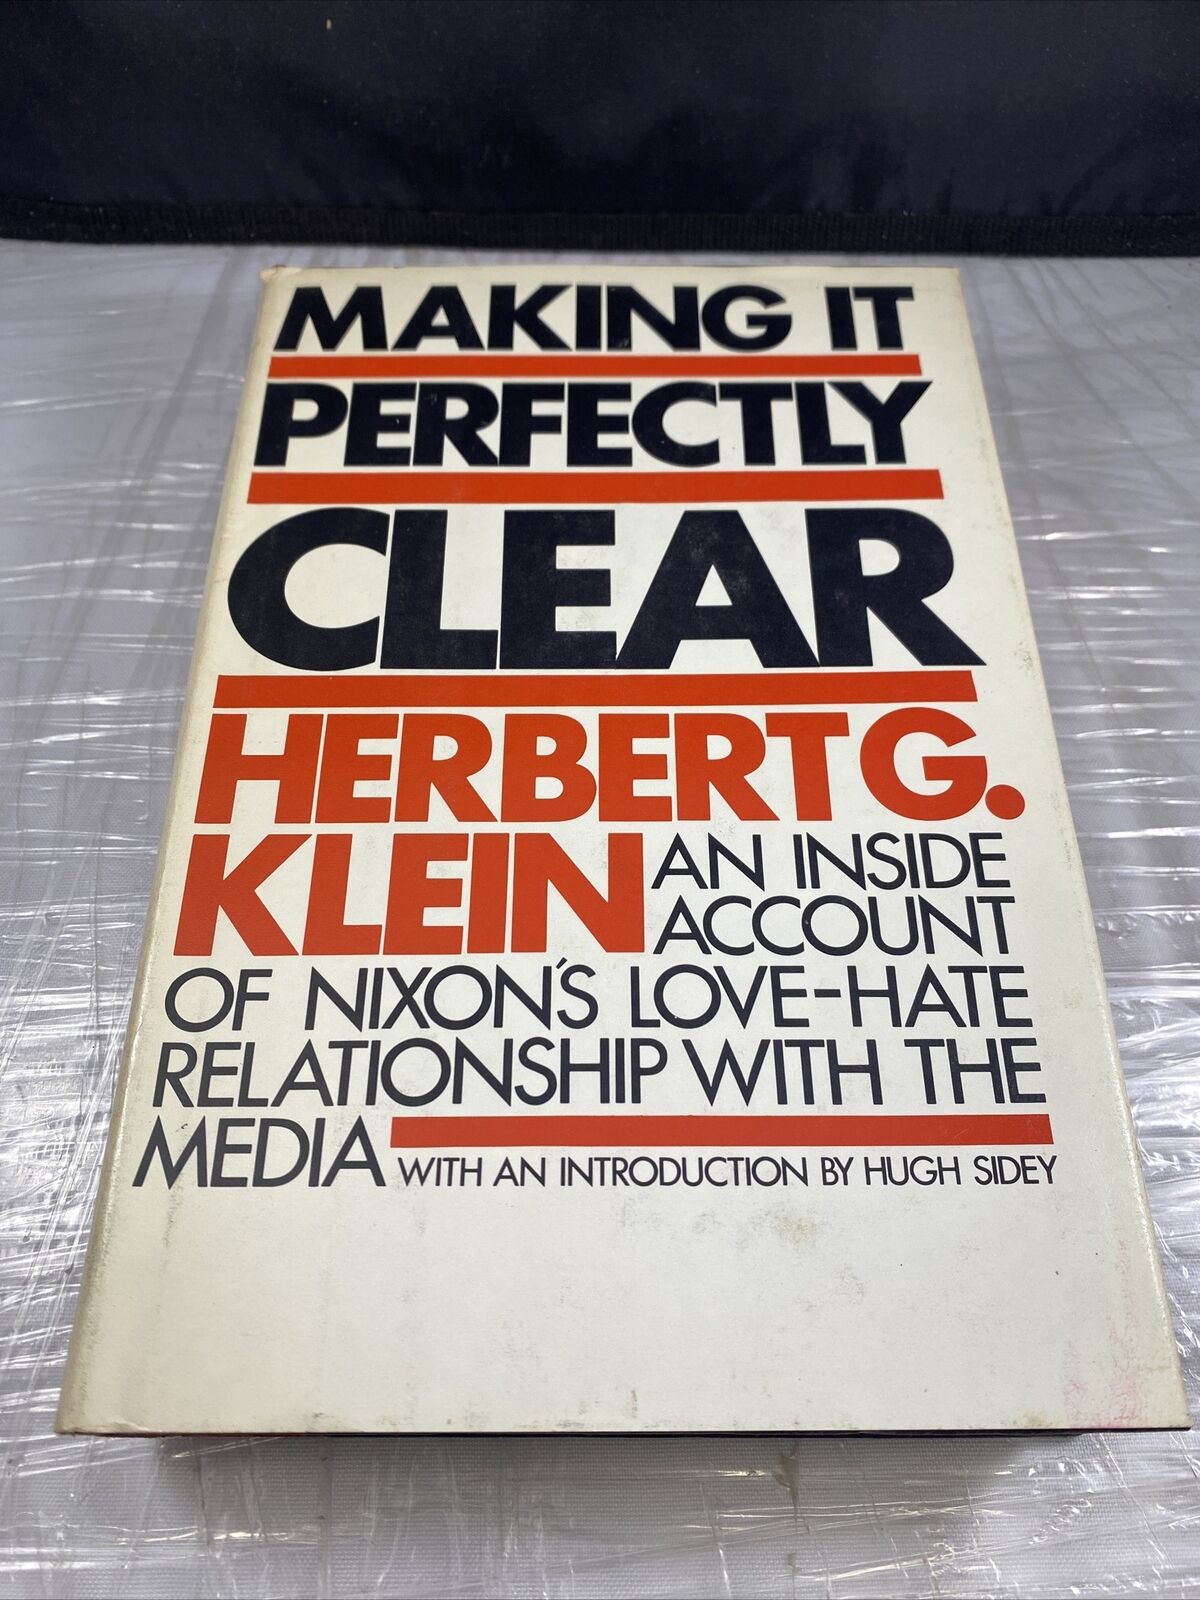 MAKING IT
PERFECTLY
CLEAR
HERBERT G.
KLEIN AN INSIDE
ACCOUNT
OF NIXON'S LOVE-HATE
RELATIONSHIP WITH THE
MEDIA WITH AN INTRODUCTION BY HUGH SIDEY